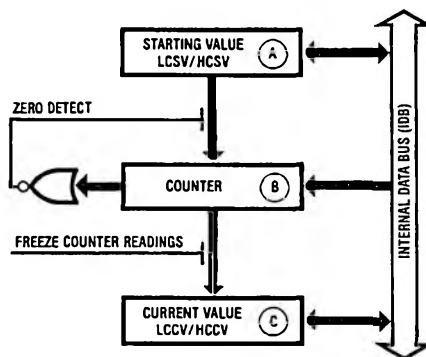 STARTING VALUE
LCSV/HCSV
A
ZERO DETECT
COUNTER
B
FREEZE COUNTER READINGS
CURRENT VALUE
LCCV/HCCV
C
INTERNAL DATA BUS (IDB)